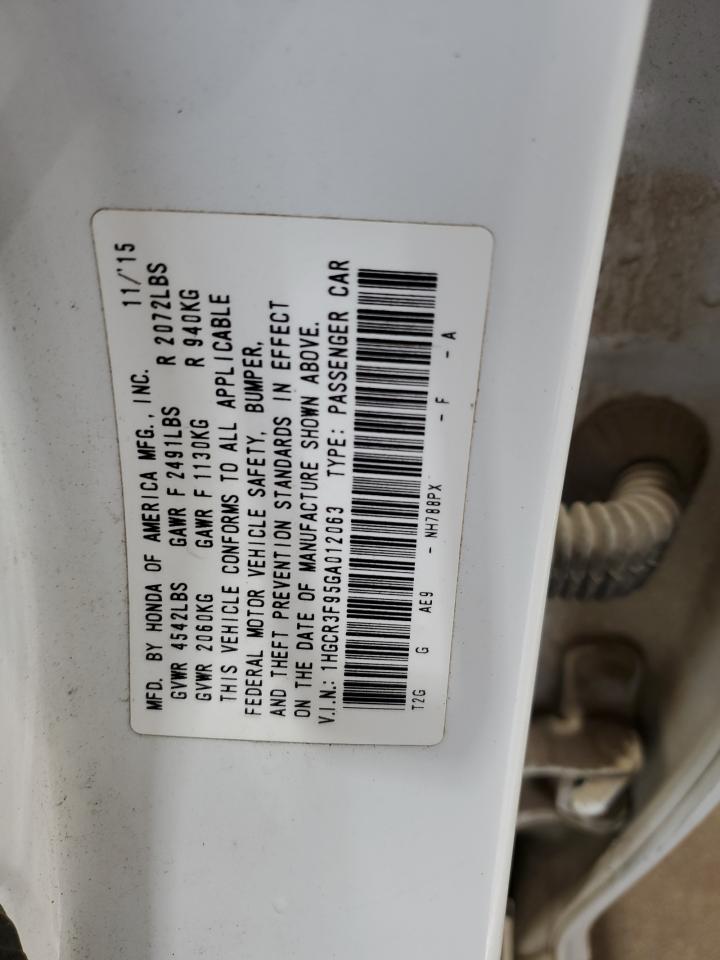 MFD. BY HONDA OF AMERICA MFG., INC. 11/'15
GVWR 4542LBS GAWR F 2491LBS R 2072LBS
GVWR 2060KG GAWR F 1130KG R 940KG
THIS VEHICLE CONFORMS TO ALL APPLICABLE
FEDERAL MOTOR VEHICLE SAFETY, BUMPER,
AND THEFT PREVENTION STANDARDS IN EFFECT
ON THE DATE OF MANUFACTURE SHOWN ABOVE.
V.I.N.: 1HGCR3F95GA012063 TYPE: PASSENGER CAR
T2G G AE9 - NH788PX - F - A